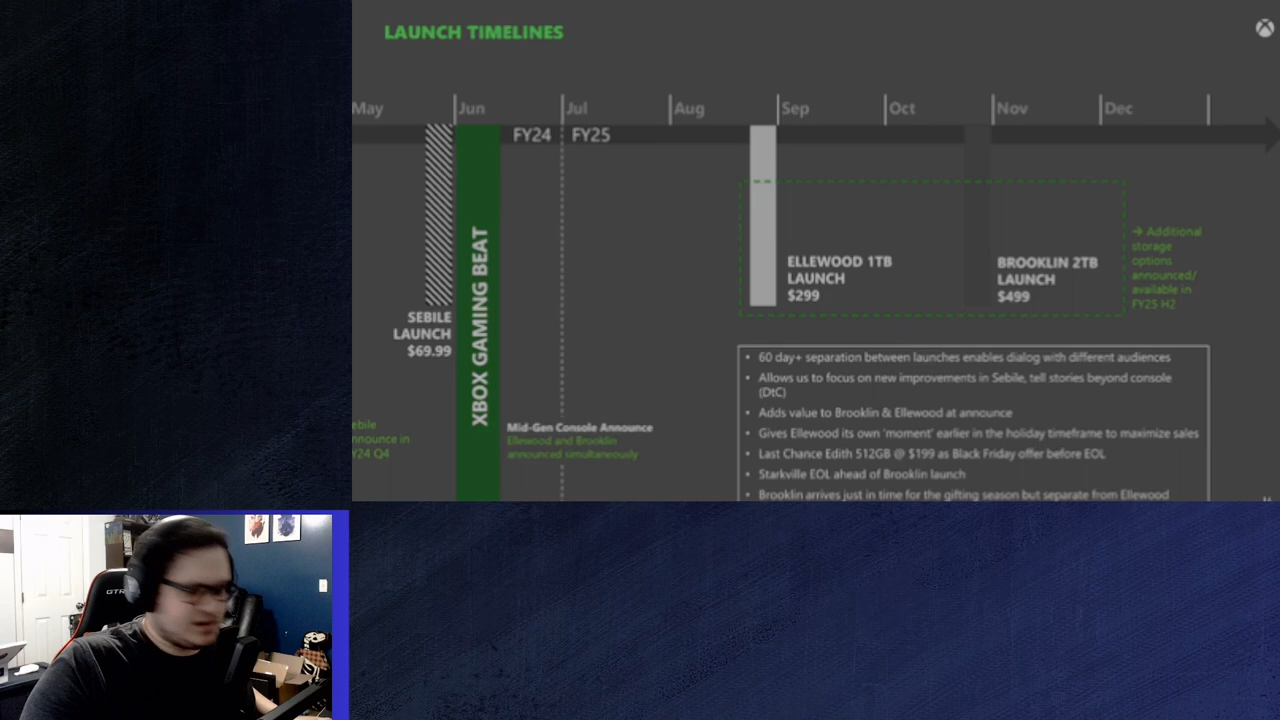 LAUNCH TIMELINES
May Jun Jul Aug Sep Oct Nov Dec
FY24 FY25
XBOX GAMING BEAT
SEBILE
LAUNCH
$69.99
ELLEWOOD 1TB
LAUNCH
$299
BROOKLIN 2TB
LAUNCH
$499
→ Additional
storage
options
announced/
available in
FY25 H2
ebile
nnounce in
Y24 Q4
Mid-Gen Console Announce
Ellewood and Brooklin
announced simultaneously
• 60 day+ separation between launches enables dialog with different audiences
• Allows us to focus on new improvements in Sebile, tell stories beyond console
(DtC)
• Adds value to Brooklin & Ellewood at announce
• Gives Ellewood its own 'moment' earlier in the holiday timeframe to maximize sales
• Last Chance Edith 512GB @ $199 as Black Friday offer before EOL
• Starkville EOL ahead of Brooklin launch
• Brooklin arrives just in time for the gifting season but separate from Ellewood
GTR